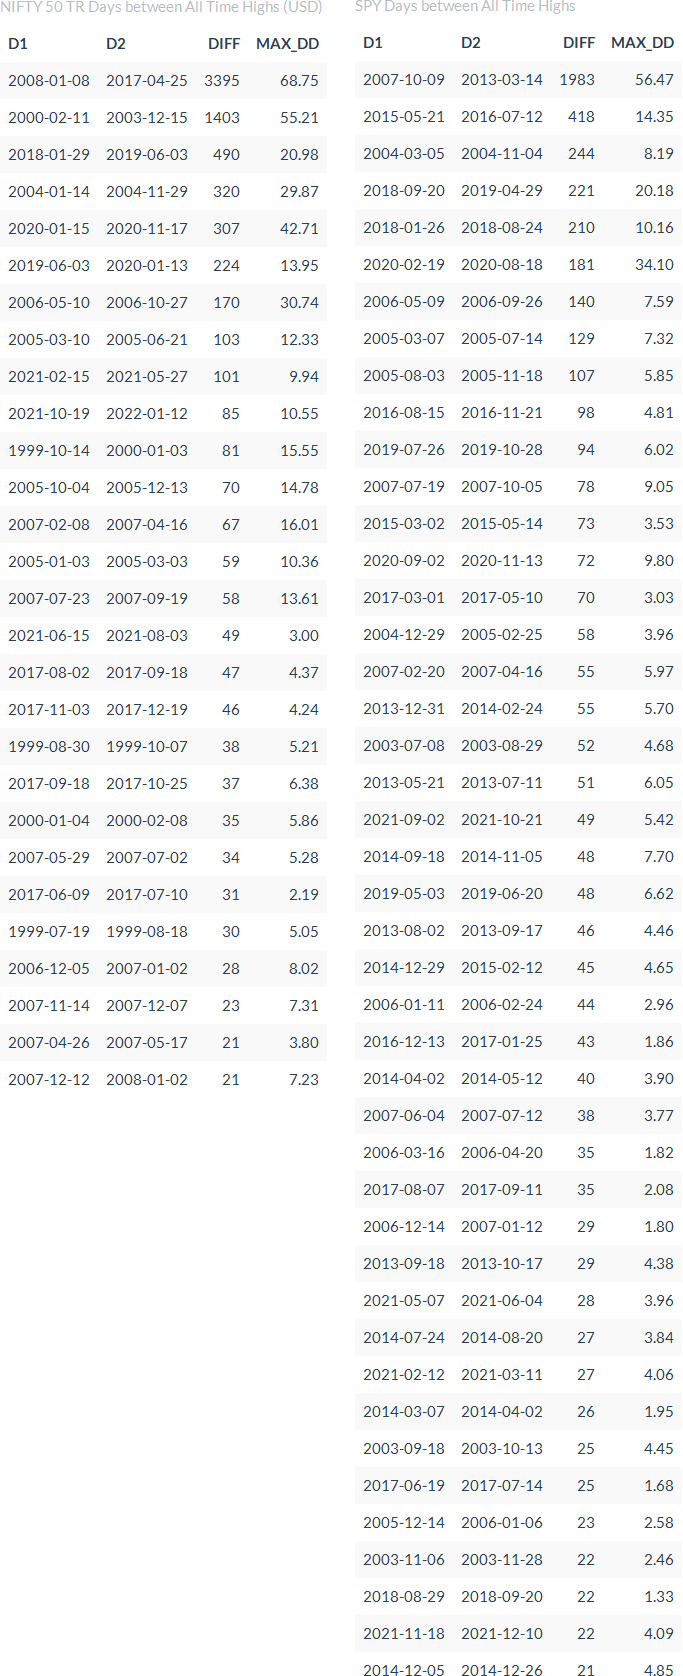 NIFTY 50 TR Days between All Time Highs (USD)
D1 D2 DIFF MAX_DD
2008-01-08 2017-04-25 3395 68.75
2000-02-11 2003-12-15 1403 55.21
2018-01-29 2019-06-03 490 20.98
2004-01-14 2004-11-29 320 29.87
2020-01-15 2020-11-17 307 42.71
2019-06-03 2020-01-13 224 13.95
2006-05-10 2006-10-27 170 30.74
2005-03-10 2005-06-21 103 12.33
2021-02-15 2021-05-27 101 9.94
2021-10-19 2022-01-12 85 10.55
1999-10-14 2000-01-03 81 15.55
2005-10-04 2005-12-13 70 14.78
2007-02-08 2007-04-16 67 16.01
2005-01-03 2005-03-03 59 10.36
2007-07-23 2007-09-19 58 13.61
2021-06-15 2021-08-03 49 3.00
2017-08-02 2017-09-18 47 4.37
2017-11-03 2017-12-19 46 4.24
1999-08-30 1999-10-07 38 5.21
2017-09-18 2017-10-25 37 6.38
2000-01-04 2000-02-08 35 5.86
2007-05-29 2007-07-02 34 5.28
2017-06-09 2017-07-10 31 2.19
1999-07-19 1999-08-18 30 5.05
2006-12-05 2007-01-02 28 8.02
2007-11-14 2007-12-07 23 7.31
2007-04-26 2007-05-17 21 3.80
2007-12-12 2008-01-02 21 7.23
SPY Days between All Time Highs
D1 D2 DIFF MAX_DD
2007-10-09 2013-03-14 1983 56.47
2015-05-21 2016-07-12 418 14.35
2004-03-05 2004-11-04 244 8.19
2018-09-20 2019-04-29 221 20.18
2018-01-26 2018-08-24 210 10.16
2020-02-19 2020-08-18 181 34.10
2006-05-09 2006-09-26 140 7.59
2005-03-07 2005-07-14 129 7.32
2005-08-03 2005-11-18 107 5.85
2016-08-15 2016-11-21 98 4.81
2019-07-26 2019-10-28 94 6.02
2007-07-19 2007-10-05 78 9.05
2015-03-02 2015-05-14 73 3.53
2020-09-02 2020-11-13 72 9.80
2017-03-01 2017-05-10 70 3.03
2004-12-29 2005-02-25 58 3.96
2007-02-20 2007-04-16 55 5.97
2013-12-31 2014-02-24 55 5.70
2003-07-08 2003-08-29 52 4.68
2013-05-21 2013-07-11 51 6.05
2021-09-02 2021-10-21 49 5.42
2014-09-18 2014-11-05 48 7.70
2019-05-03 2019-06-20 48 6.62
2013-08-02 2013-09-17 46 4.46
2014-12-29 2015-02-12 45 4.65
2006-01-11 2006-02-24 44 2.96
2016-12-13 2017-01-25 43 1.86
2014-04-02 2014-05-12 40 3.90
2007-06-04 2007-07-12 38 3.77
2006-03-16 2006-04-20 35 1.82
2017-08-07 2017-09-11 35 2.08
2006-12-14 2007-01-12 29 1.80
2013-09-18 2013-10-17 29 4.38
2021-05-07 2021-06-04 28 3.96
2014-07-24 2014-08-20 27 3.84
2021-02-12 2021-03-11 27 4.06
2014-03-07 2014-04-02 26 1.95
2003-09-18 2003-10-13 25 4.45
2017-06-19 2017-07-14 25 1.68
2005-12-14 2006-01-06 23 2.58
2003-11-06 2003-11-28 22 2.46
2018-08-29 2018-09-20 22 1.33
2021-11-18 2021-12-10 22 4.09
2014-12-05 2014-12-26 21 4.85